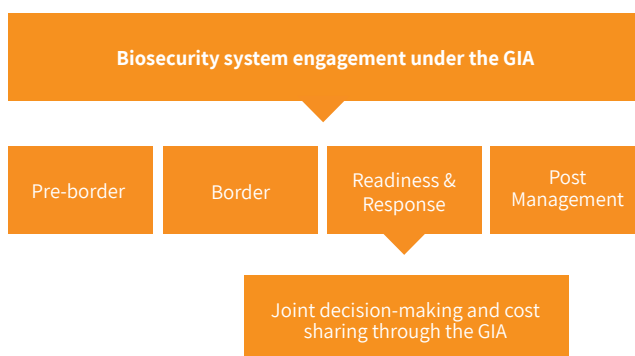 Biosecurity system engagement under the GIA
Pre-border
Border
Readiness &
Response
Post
Management
Joint decision-making and cost
sharing through the GIA